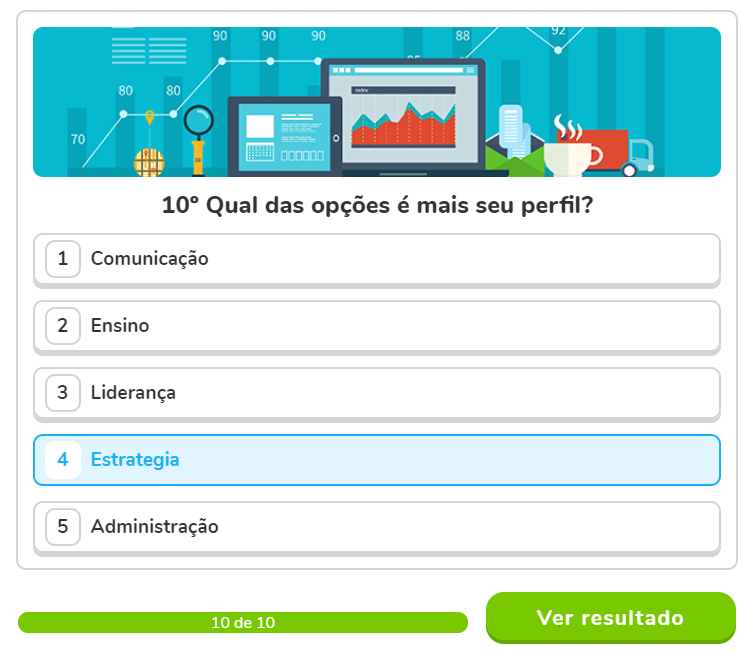 90 90 90 88 92
80 80
70
10º Qual das opções é mais seu perfil?
1 Comunicação
2 Ensino
3 Liderança
4 Estrategia
5 Administração
10 de 10
Ver resultado